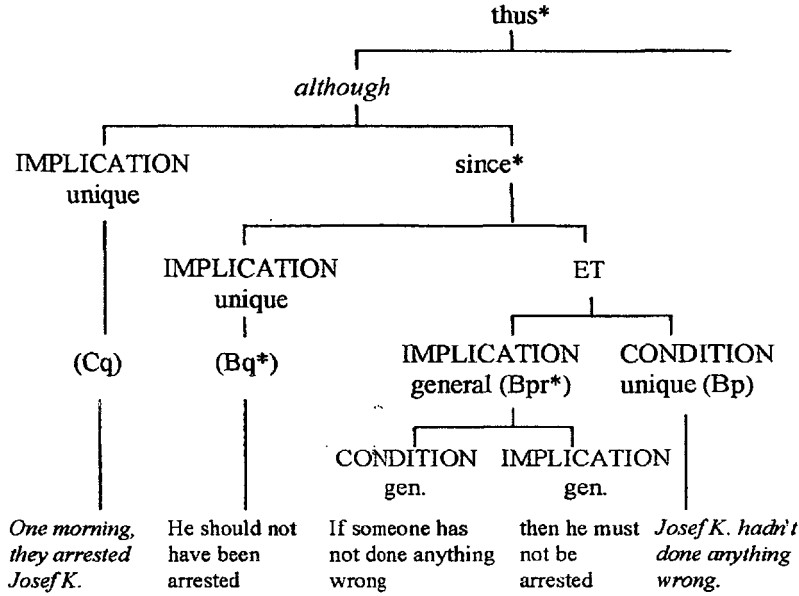 thus*
although
IMPLICATION
unique
since*
IMPLICATION
unique
ET
(Cq)
(Bq*)
IMPLICATION
general (Bpr*)
CONDITION
unique (Bp)
CONDITION
gen.
IMPLICATION
gen.
One morning,
they arrested
Josef K.
He should not
have been
arrested
If someone has
not done anything
wrong
then he must
not be
arrested
Josef K. hadn't
done anything
wrong.